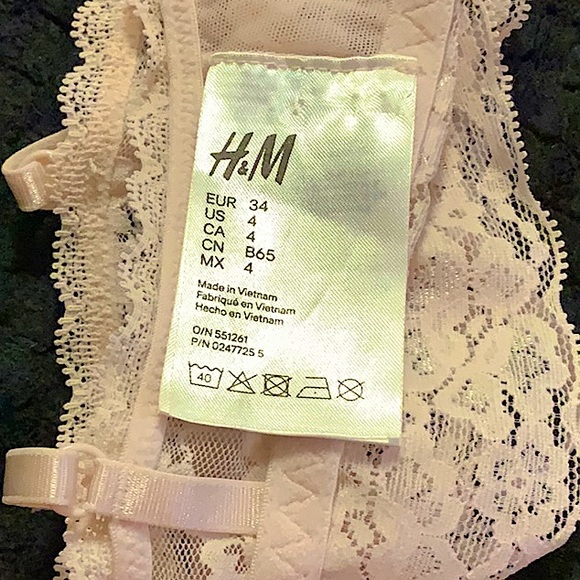 H&M
EUR 34
US 4
CA 4
CN B65
MX 4
Made in Vietnam
Fabriqué en Vietnam
Hecho en Vietnam
O/N 551261
P/N 0247725 5
40